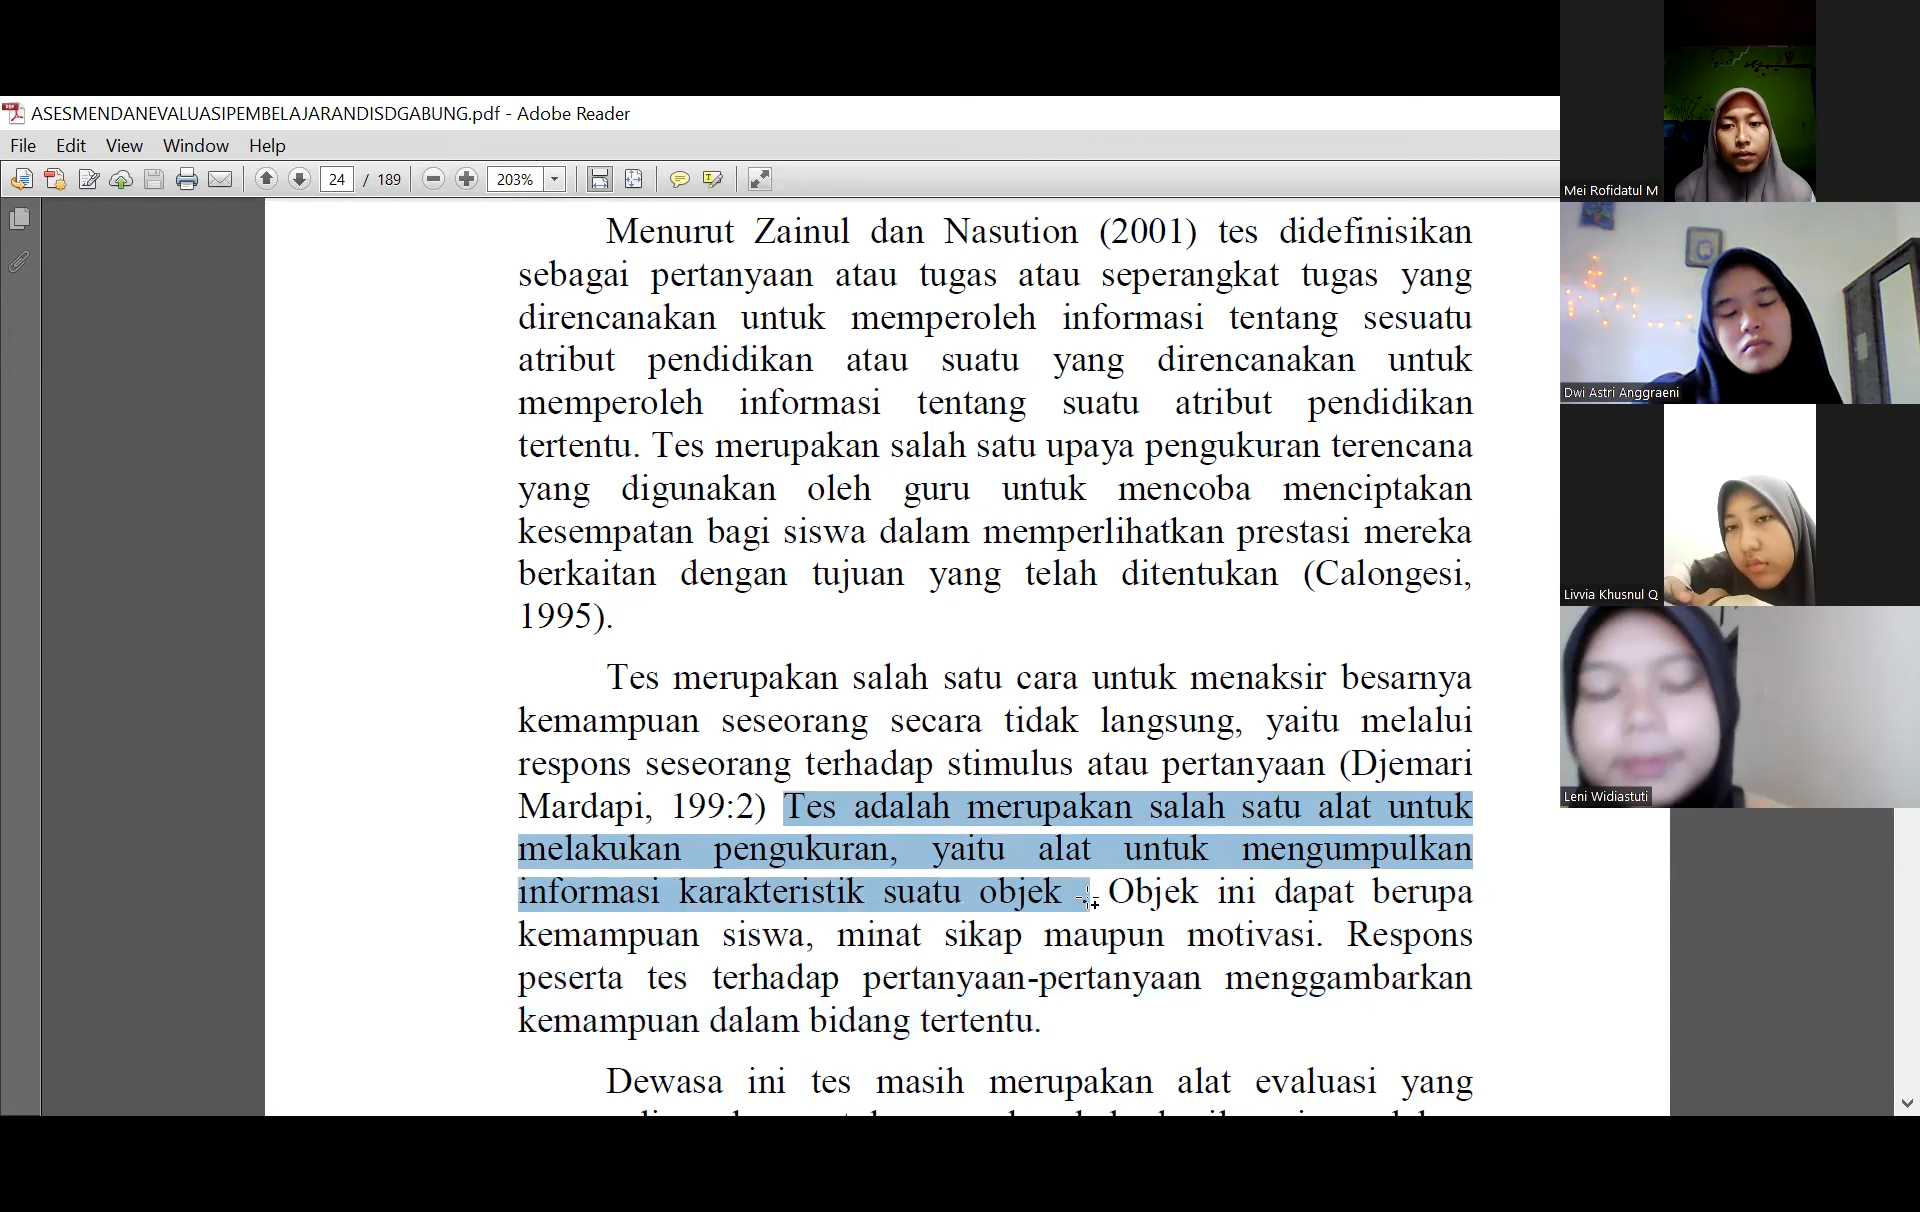 ASESMENDANEVALUASIPEMBELAJARANDISDGABUNG.pdf - Adobe Reader
File Edit View Window Help
24 / 189 203%
Menurut Zainul dan Nasution (2001) tes didefinisikan
sebagai pertanyaan atau tugas atau seperangkat tugas yang
direncanakan untuk memperoleh informasi tentang sesuatu
atribut pendidikan atau suatu yang direncanakan untuk
memperoleh informasi tentang suatu atribut pendidikan
tertentu. Tes merupakan salah satu upaya pengukuran terencana
yang digunakan oleh guru untuk mencoba menciptakan
kesempatan bagi siswa dalam memperlihatkan prestasi mereka
berkaitan dengan tujuan yang telah ditentukan (Calongesi,
1995).
Tes merupakan salah satu cara untuk menaksir besarnya
kemampuan seseorang secara tidak langsung, yaitu melalui
respons seseorang terhadap stimulus atau pertanyaan (Djemari
Mardapi, 199:2) Tes adalah merupakan salah satu alat untuk
melakukan pengukuran, yaitu alat untuk mengumpulkan
informasi karakteristik suatu objek . Objek ini dapat berupa
kemampuan siswa, minat sikap maupun motivasi. Respons
peserta tes terhadap pertanyaan-pertanyaan menggambarkan
kemampuan dalam bidang tertentu.
Dewasa ini tes masih merupakan alat evaluasi yang
Mei Rofidatul M
Dwi Astri Anggraeni
Livvia Khusnul Q
Leni Widiastuti